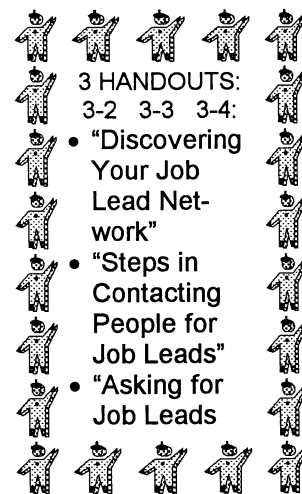 3 HANDOUTS:
3-2 3-3 3-4:
• “Discovering
Your Job
Lead Net-
work”
• “Steps in
Contacting
People for
Job Leads”
• “Asking for
Job Leads